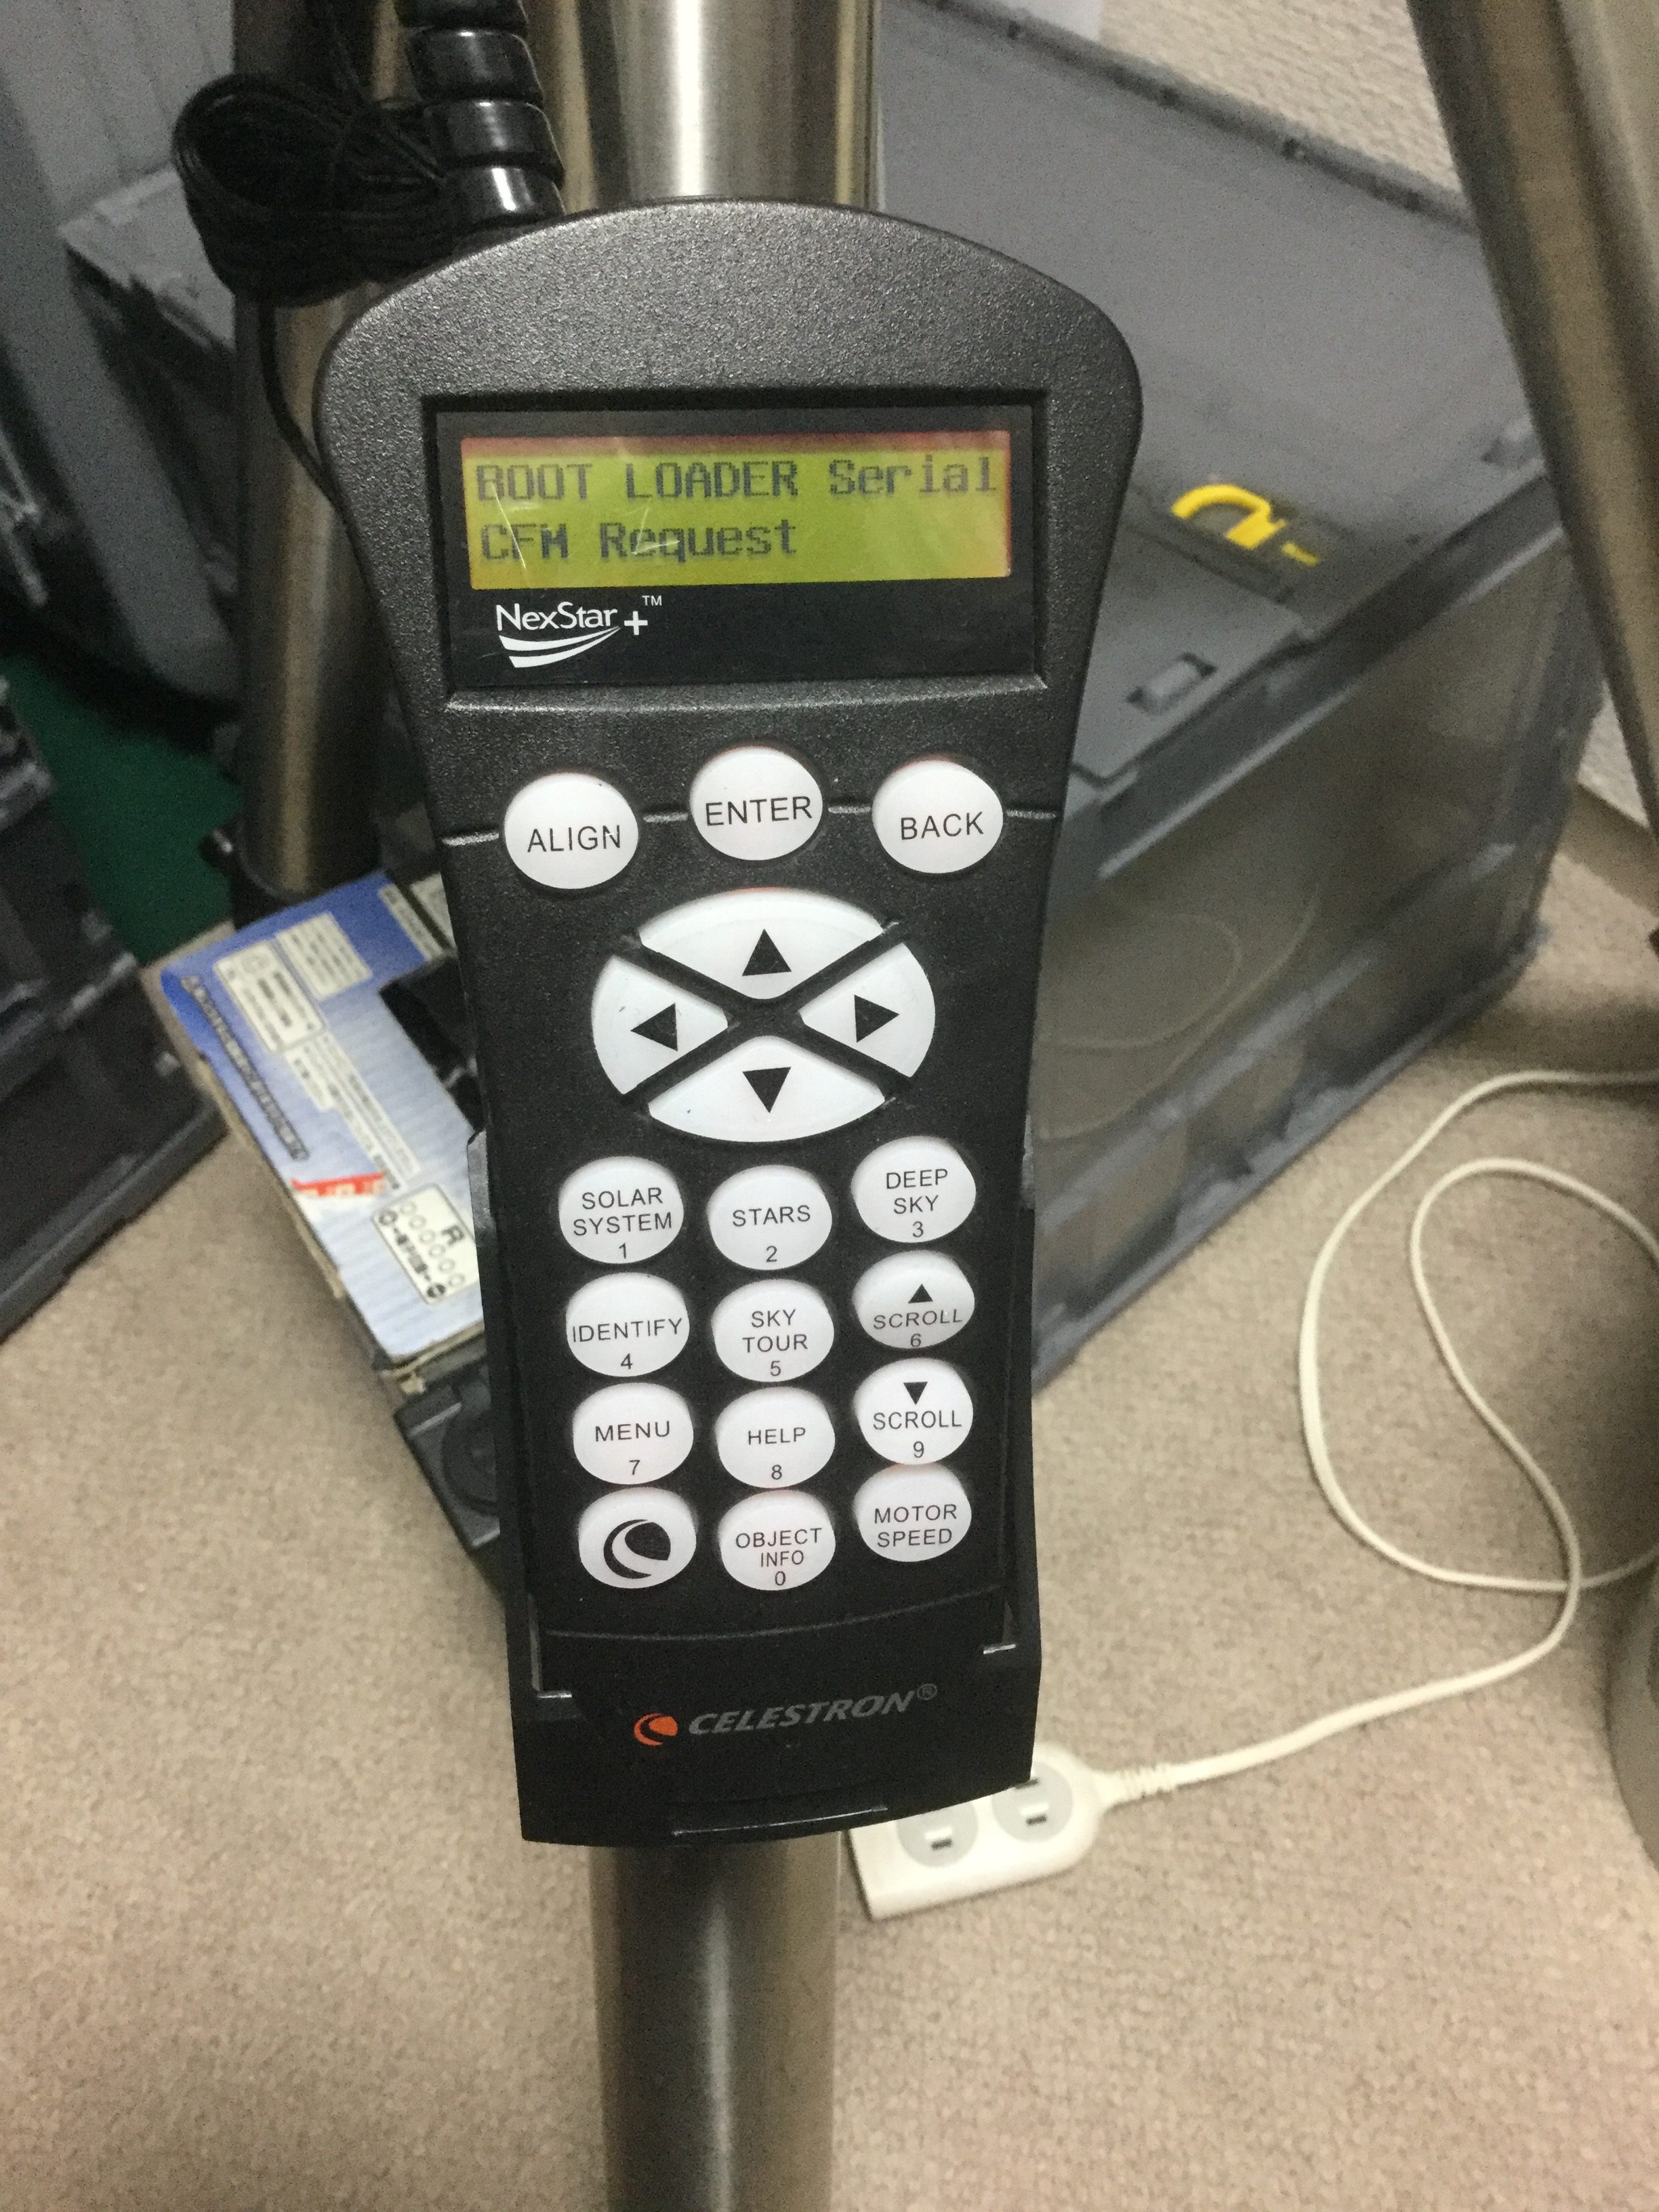 BOOT LOADER Serial
CFM Request
NexStar+™
ALIGN
ENTER
BACK
SOLAR
SYSTEM
1
STARS
2
DEEP
SKY
3
IDENTIFY
4
SKY
TOUR
5
▲
SCROLL
6
MENU
7
HELP
8
▼
SCROLL
9
OBJECT
INFO
0
MOTOR
SPEED
CELESTRON®
R